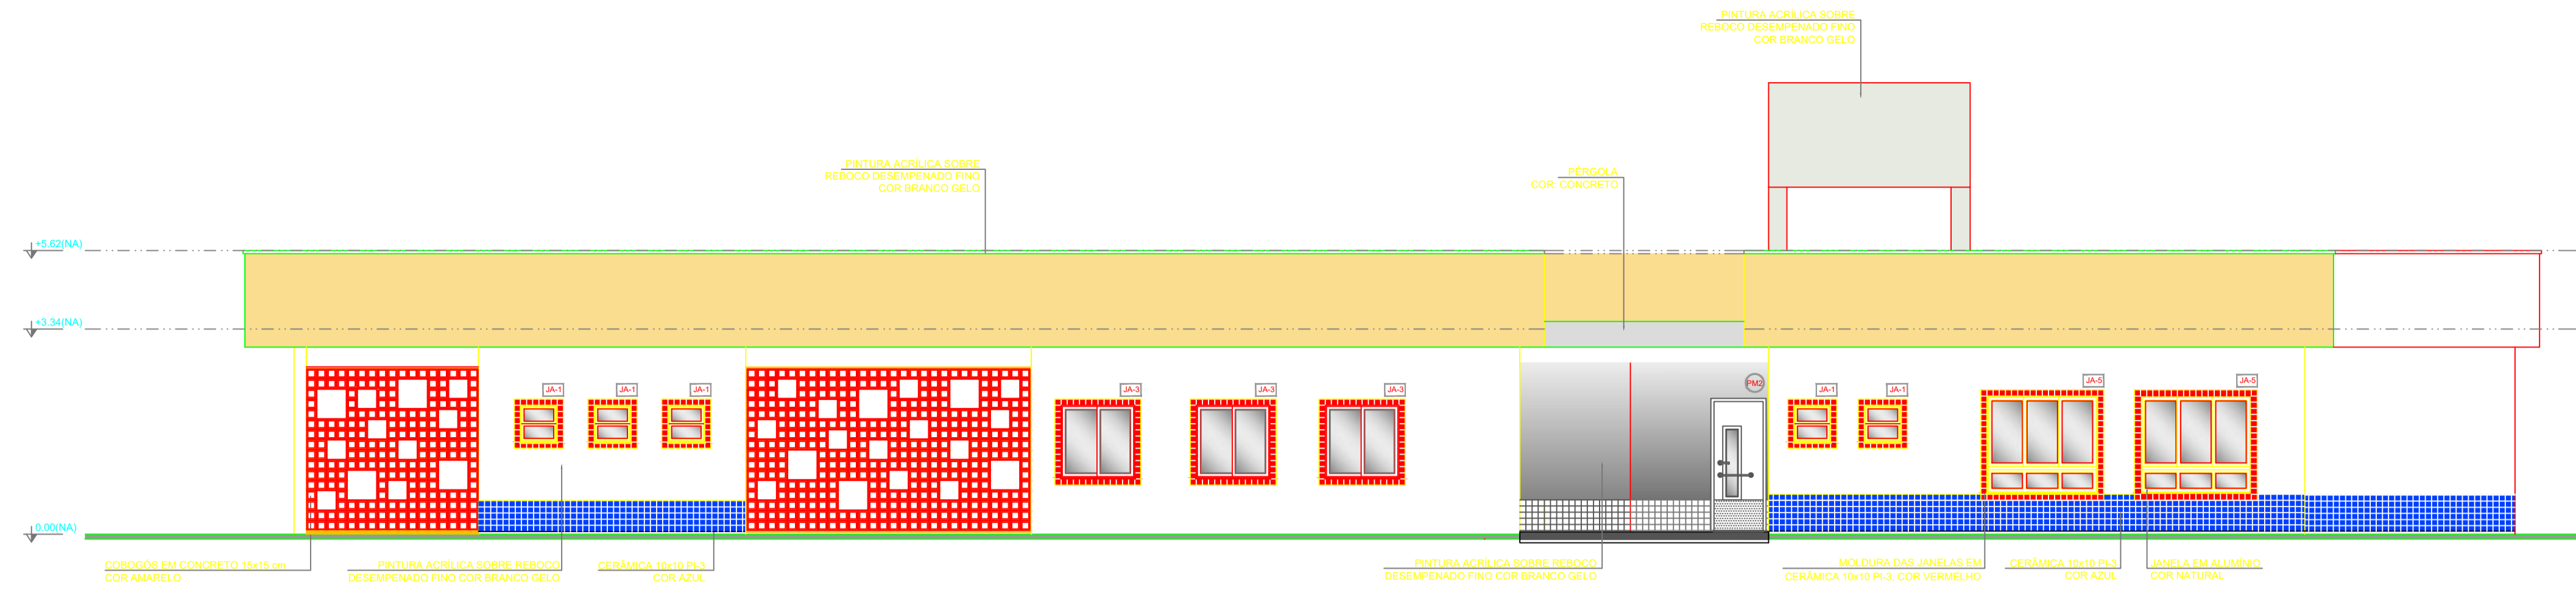 PINTURA ACRÍLICA SOBRE
REBOCO DESEMPENADO FINO
COR BRANCO GELO
PINTURA ACRÍLICA SOBRE
REBOCO DESEMPENADO FINO
COR BRANCO GELO
PÉRGOLA
COR: CONCRETO
+5.62(NA)
+3.34(NA)
0.00(NA)
JA-1
JA-1
JA-1
JA-3
JA-3
JA-3
PM2
JA-1
JA-1
JA-5
JA-5
COBOGÓS EM CONCRETO 15x15 cm
COR AMARELO
PINTURA ACRÍLICA SOBRE REBOCO
DESEMPENADO FINO COR BRANCO GELO
CERÂMICA 10x10 PI-3
COR AZUL
PINTURA ACRÍLICA SOBRE REBOCO
DESEMPENADO FINO COR BRANCO GELO
MOLDURA DAS JANELAS EM
CERÂMICA 10x10 PI-3, COR VERMELHO
CERÂMICA 10x10 PI-3
COR AZUL
JANELA EM ALUMÍNIO
COR NATURAL